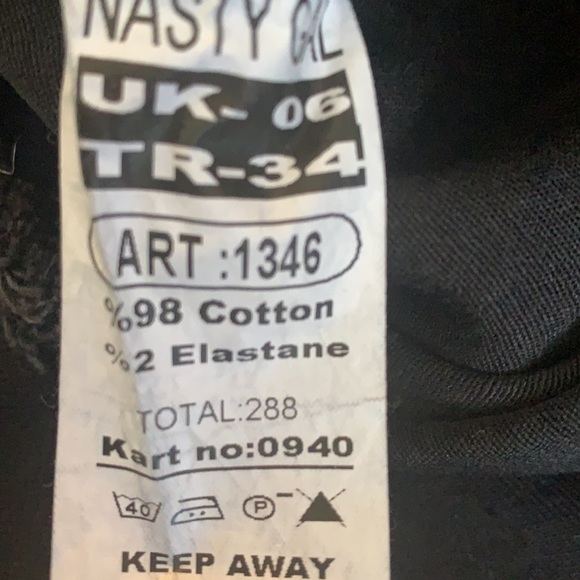 NASTY GAL
UK- 06
TR-34
ART :1346
%98 Cotton
%2 Elastane
TOTAL:288
Kart no:0940
40 P
KEEP AWAY